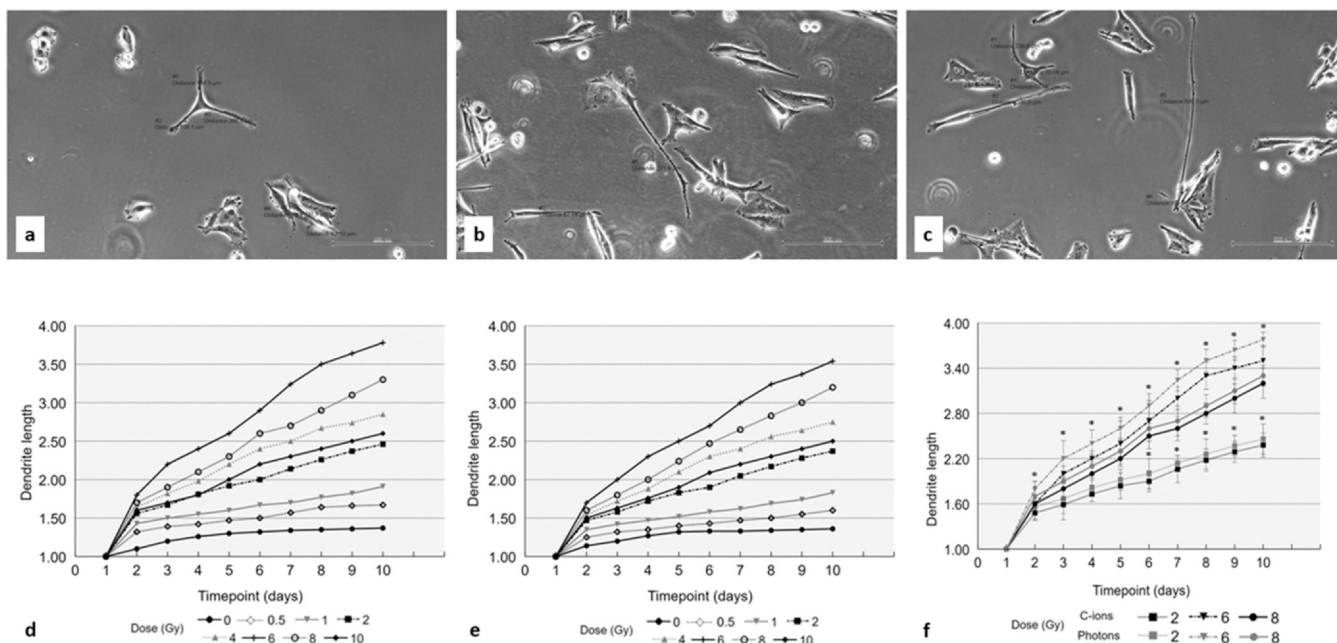 a
b
c
Dendrite length
4.00
3.50
3.00
2.50
2.00
1.50
1.00
0 1 2 3 4 5 6 7 8 9 10
Timepoint (days)
Dose (Gy) 0 0.5 1 2
4 6 8 10
d
Dendrite length
4.00
3.50
3.00
2.50
2.00
1.50
1.00
0 1 2 3 4 5 6 7 8 9 10
Timepoint (days)
Dose (Gy) 0 0.5 1 2
4 6 8 10
e
Dendrite length
4.00
3.40
2.80
2.20
1.60
1.00
* * * * * * * * *
* * * * *
0 1 2 3 4 5 6 7 8 9 10
Timepoint (days)
Dose (Gy)
C-ions 2 6 8
Photons 2 6 8
f